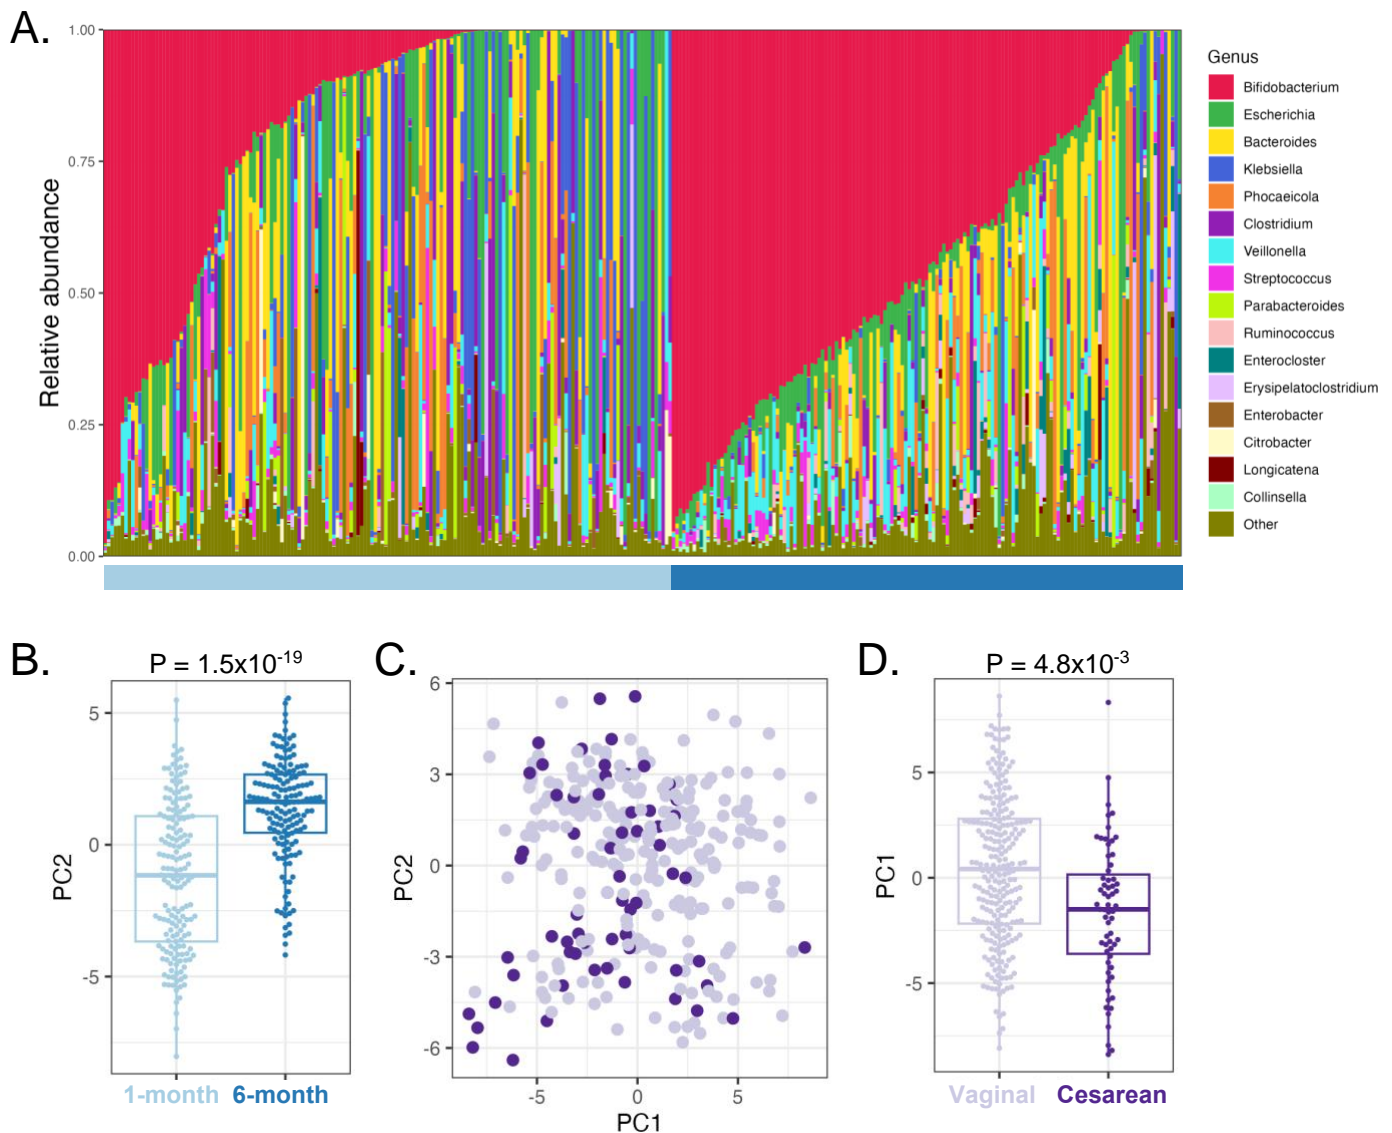 A.
1.00
0.75
0.50
0.25
0.00
Relative abundance
Genus
Bifidobacterium
Escherichia
Bacteroides
Klebsiella
Phocaeicola
Clostridium
Veillonella
Streptococcus
Parabacteroides
Ruminococcus
Enterocloster
Erysipelatoclostridium
Enterobacter
Citrobacter
Longicatena
Collinsella
Other
B.
P = 1.5x10-19
5
0
-5
PC2
1-month 6-month
C.
6
3
0
-3
-6
PC2
-5 0 5
PC1
D.
P = 4.8x10-3
5
0
-5
PC1
Vaginal Cesarean